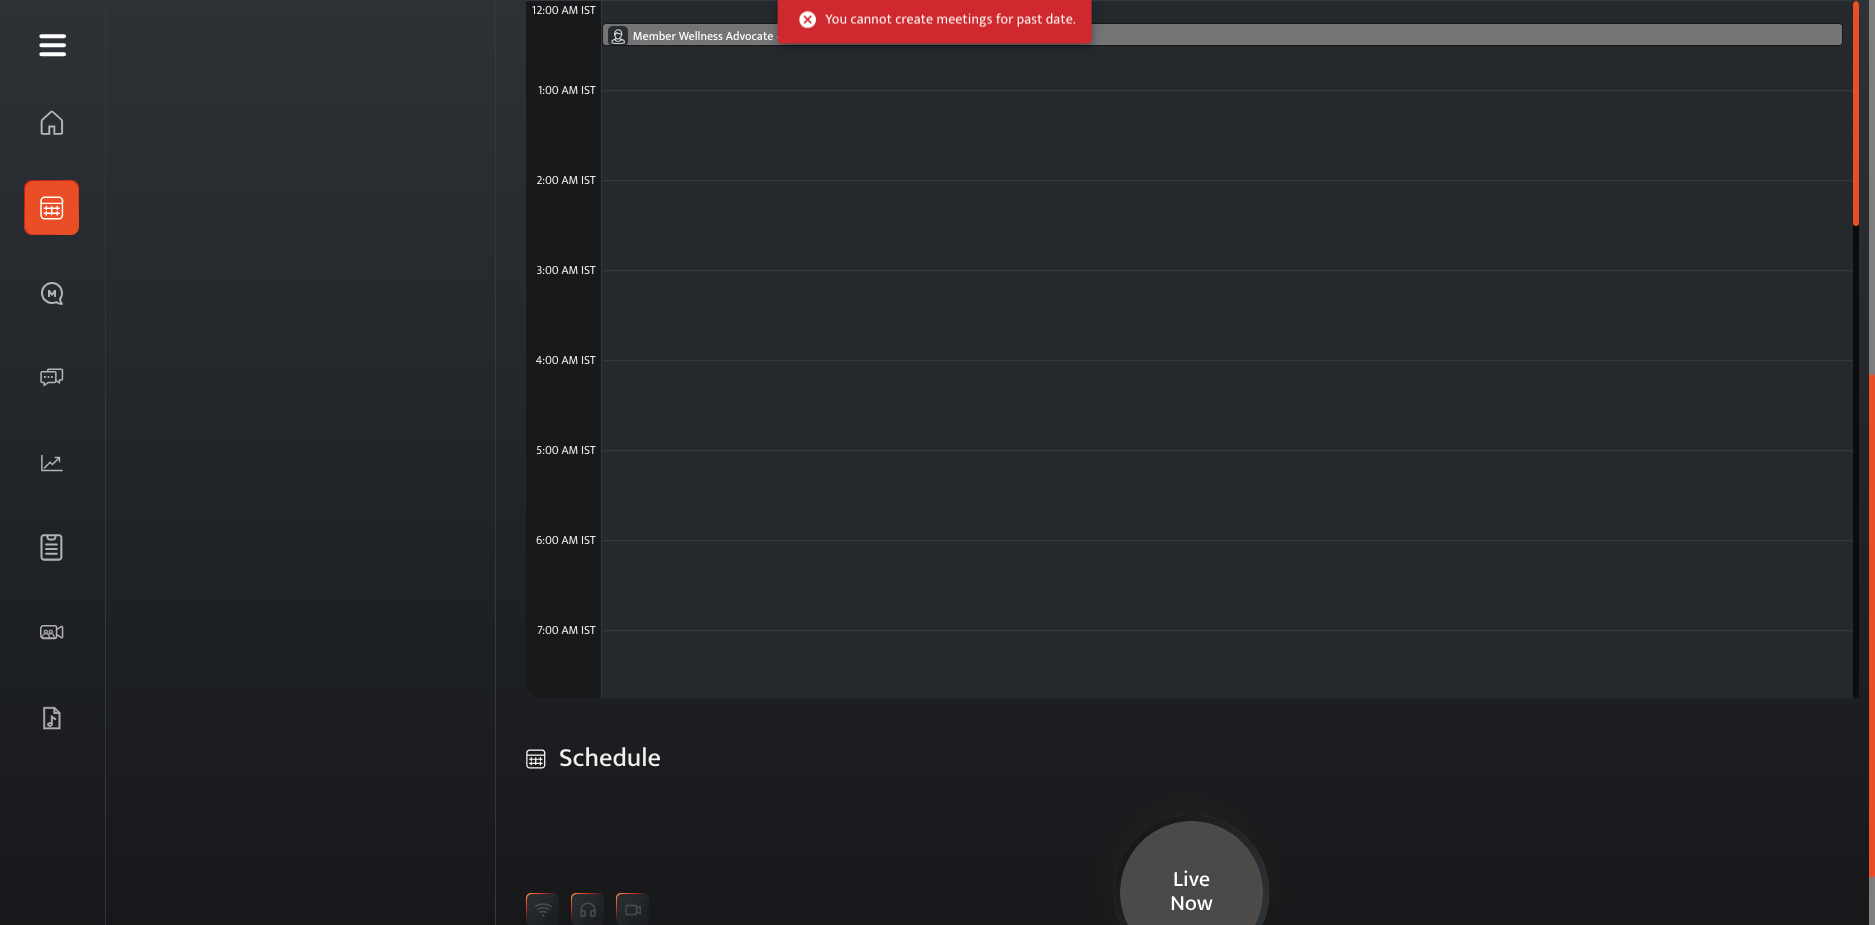 You cannot create meetings for past date.
12:00 AM IST
Member Wellness Advocate
1:00 AM IST
2:00 AM IST
3:00 AM IST
4:00 AM IST
5:00 AM IST
6:00 AM IST
7:00 AM IST
Schedule
Live
Now